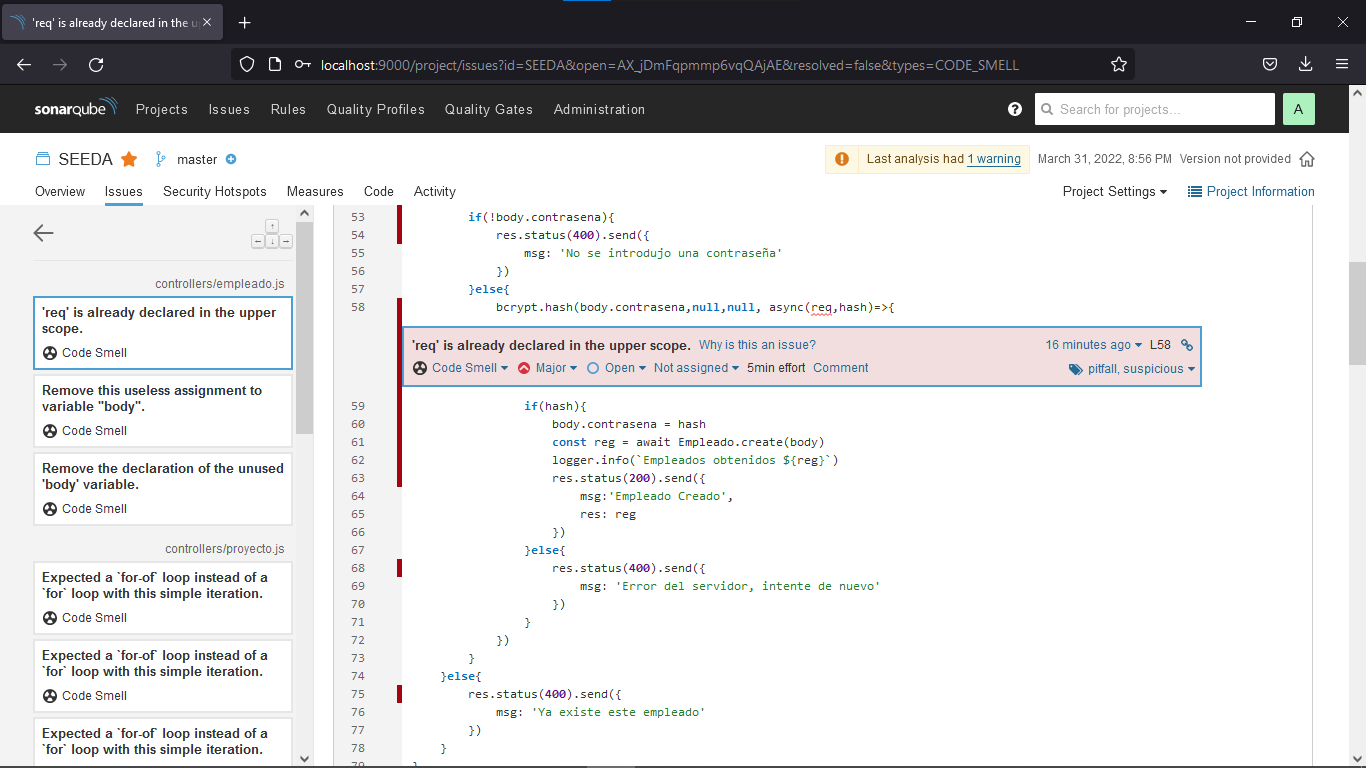 'req' is already declared in the u
localhost:9000/project/issues?id=SEEDA&open=AX_jDmFqpmmp6vqQAjAE&resolved=false&types=CODE_SMELL
sonarqube Projects Issues Rules Quality Profiles Quality Gates Administration ? Search for projects... A
SEEDA master Last analysis had 1 warning March 31, 2022, 8:56 PM Version not provided
Overview Issues Security Hotspots Measures Code Activity Project Settings Project Information
controllers/empleado.js
'req' is already declared in the upper
scope.
Code Smell
Remove this useless assignment to
variable "body".
Code Smell
Remove the declaration of the unused
'body' variable.
Code Smell
controllers/proyecto.js
Expected a `for-of` loop instead of a
`for` loop with this simple iteration.
Code Smell
Expected a `for-of` loop instead of a
`for` loop with this simple iteration.
Code Smell
Expected a `for-of` loop instead of a
`for` loop with this simple iteration.
53 if(!body.contrasena){
54 res.status(400).send({
55 msg: 'No se introdujo una contraseña'
56 })
57 }else{
58 bcrypt.hash(body.contrasena,null,null, async(req,hash)=>{
'req' is already declared in the upper scope. Why is this an issue? 16 minutes ago L58
Code Smell Major Open Not assigned 5min effort Comment pitfall, suspicious
59 if(hash){
60 body.contrasena = hash
61 const reg = await Empleado.create(body)
62 logger.info(`Empleados obtenidos ${reg}`)
63 res.status(200).send({
64 msg:'Empleado Creado',
65 res: reg
66 })
67 }else{
68 res.status(400).send({
69 msg: 'Error del servidor, intente de nuevo'
70 })
71 }
72 })
73 }
74 }else{
75 res.status(400).send({
76 msg: 'Ya existe este empleado'
77 })
78 }